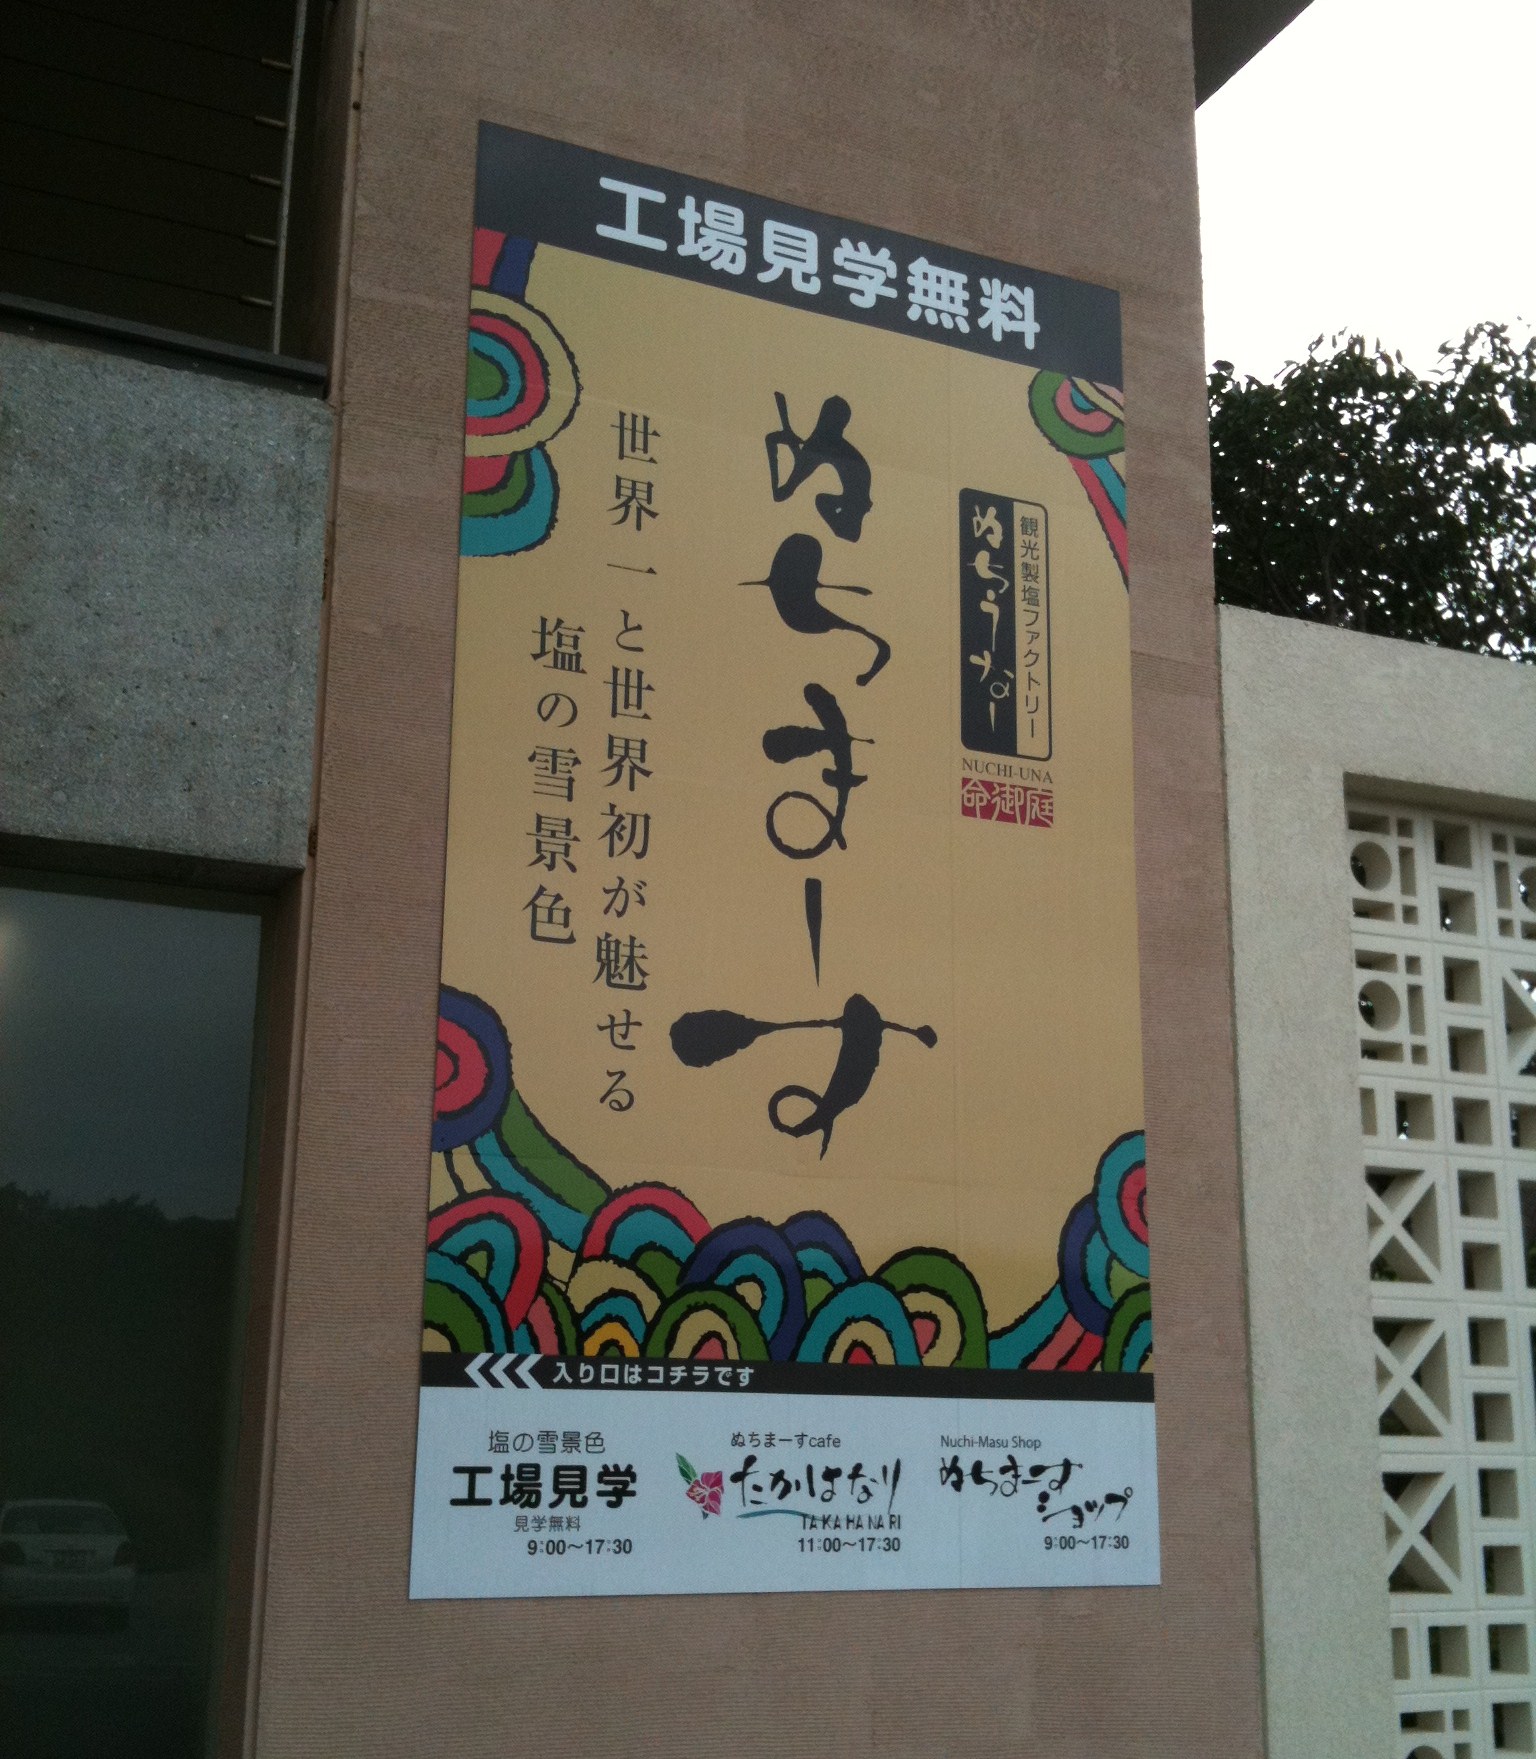 工場見学無料
観光製塩ファクトリー
ぬちうなー
NUCHI-UNA
命御庭
ぬちまーす
世界一と世界初が魅せる
塩の雪景色
入り口はコチラです
塩の雪景色
工場見学
見学無料
9:00～17:30
ぬちまーすcafe
たかはなり
TAKAHANARI
11:00～17:30
Nuchi-Masu Shop
ぬちまーす
ショップ
9:00～17:30